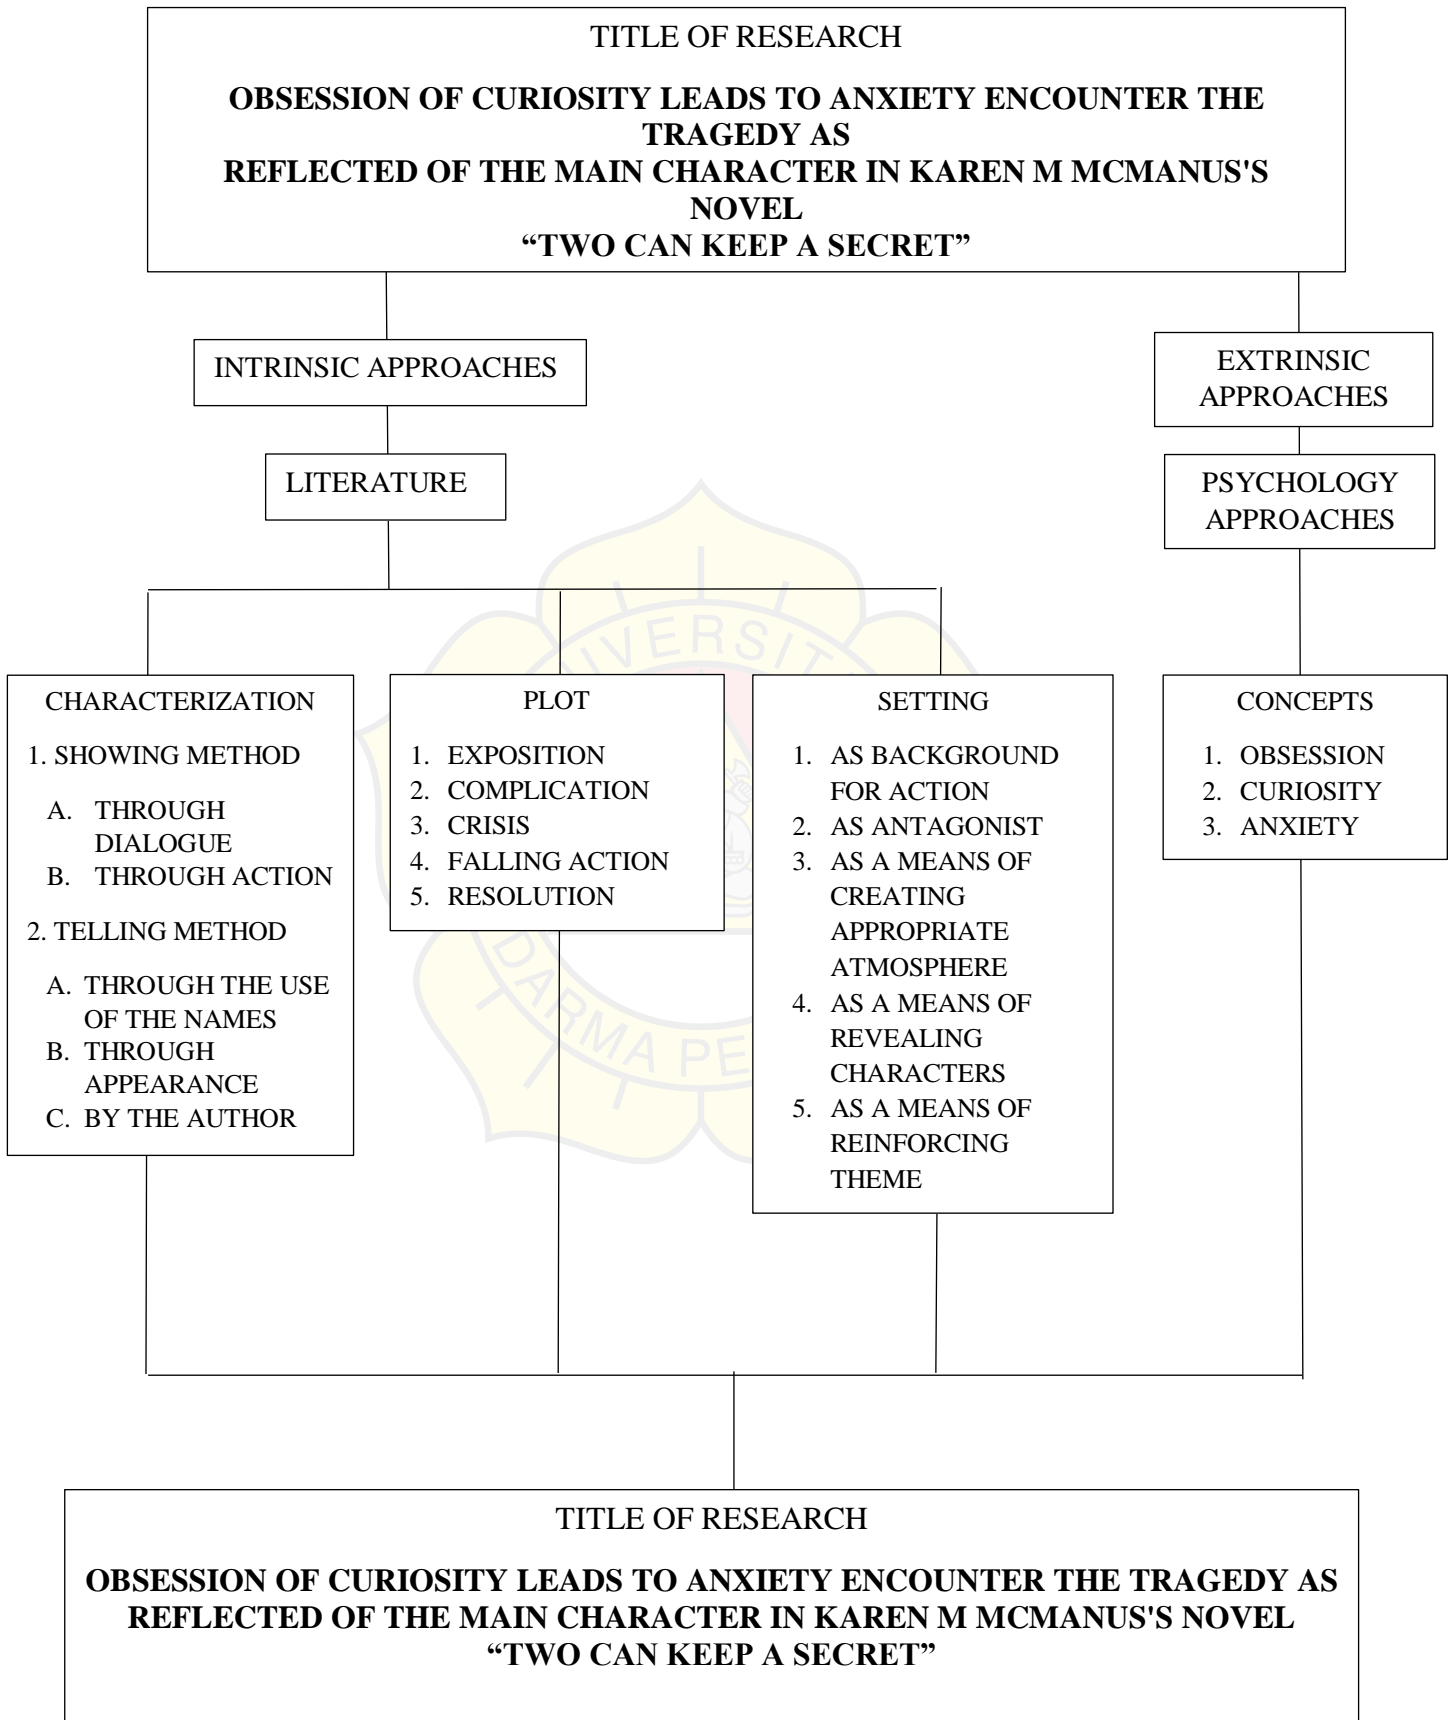 TITLE OF RESEARCH
OBSESSION OF CURIOSITY LEADS TO ANXIETY ENCOUNTER THE
TRAGEDY AS
REFLECTED OF THE MAIN CHARACTER IN KAREN M MCMANUS'S
NOVEL
“TWO CAN KEEP A SECRET”
INTRINSIC APPROACHES
EXTRINSIC
APPROACHES
LITERATURE
PSYCHOLOGY
APPROACHES
CHARACTERIZATION
1. SHOWING METHOD
A. THROUGH
DIALOGUE
B. THROUGH ACTION
2. TELLING METHOD
A. THROUGH THE USE
OF THE NAMES
B. THROUGH
APPEARANCE
C. BY THE AUTHOR
PLOT
1. EXPOSITION
2. COMPLICATION
3. CRISIS
4. FALLING ACTION
5. RESOLUTION
SETTING
1. AS BACKGROUND
FOR ACTION
2. AS ANTAGONIST
3. AS A MEANS OF
CREATING
APPROPRIATE
ATMOSPHERE
4. AS A MEANS OF
REVEALING
CHARACTERS
5. AS A MEANS OF
REINFORCING
THEME
CONCEPTS
1. OBSESSION
2. CURIOSITY
3. ANXIETY
TITLE OF RESEARCH
OBSESSION OF CURIOSITY LEADS TO ANXIETY ENCOUNTER THE TRAGEDY AS
REFLECTED OF THE MAIN CHARACTER IN KAREN M MCMANUS'S NOVEL
“TWO CAN KEEP A SECRET”
DARMA PE